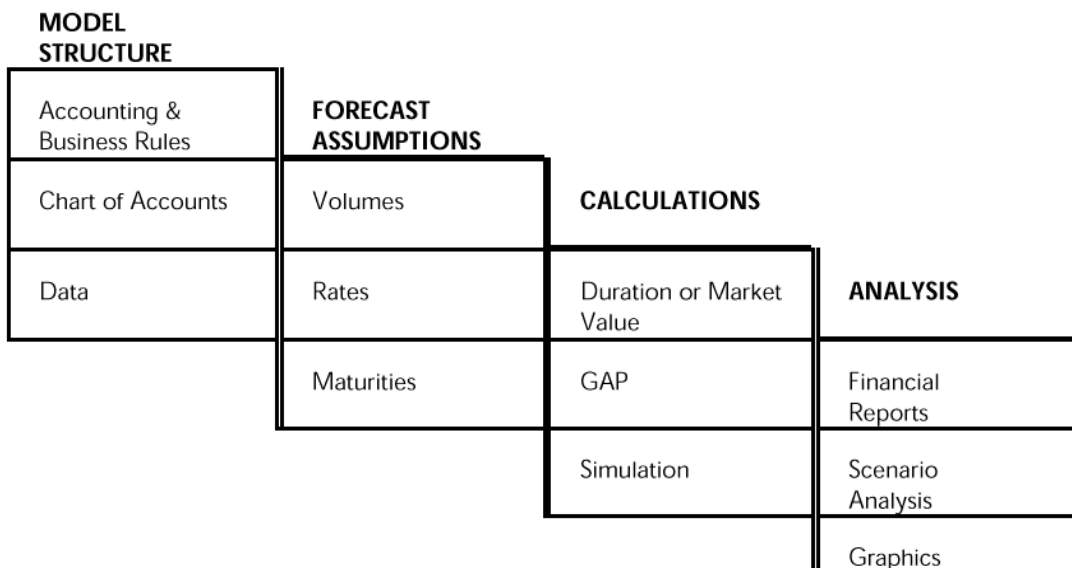 MODEL
STRUCTURE
Accounting &
Business Rules
Chart of Accounts
Data
FORECAST
ASSUMPTIONS
Volumes
Rates
Maturities
CALCULATIONS
Duration or Market
Value
GAP
Simulation
ANALYSIS
Financial
Reports
Scenario
Analysis
Graphics